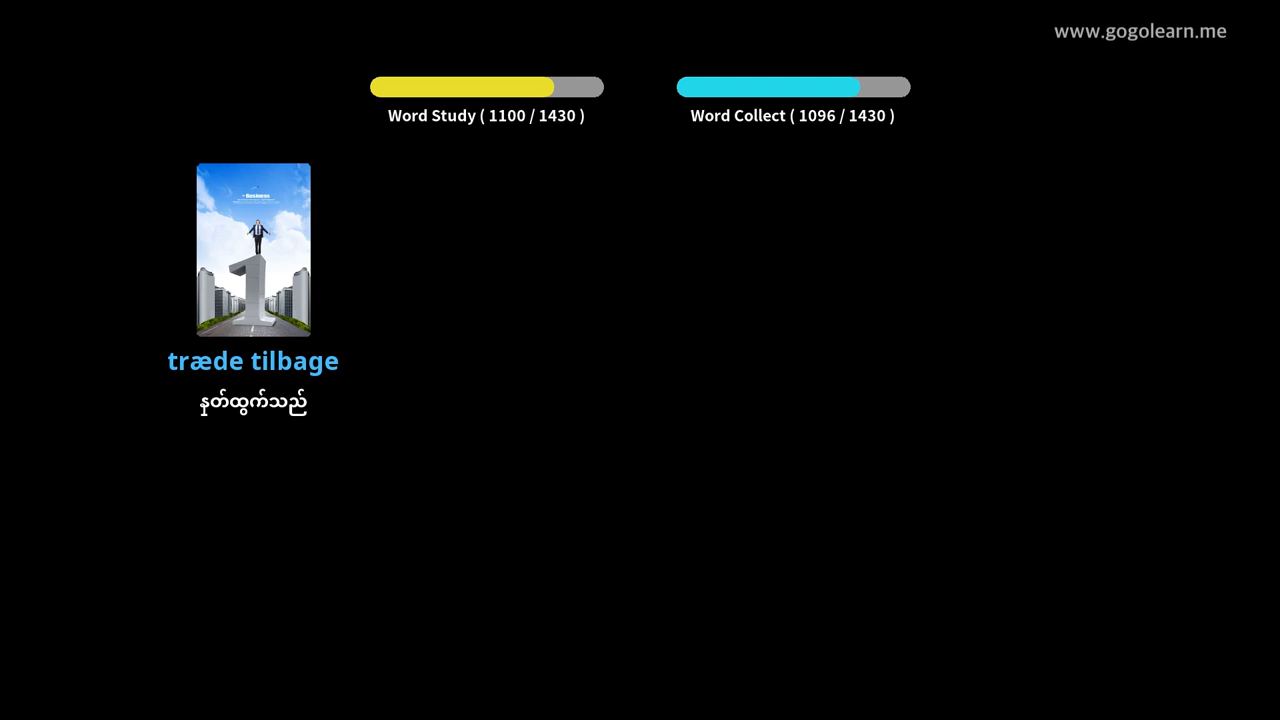 www.gogolearn.me
Word Study ( 1100 / 1430 )
Word Collect ( 1096 / 1430 )
Business
træde tilbage
နှတ်ထွက်သည်